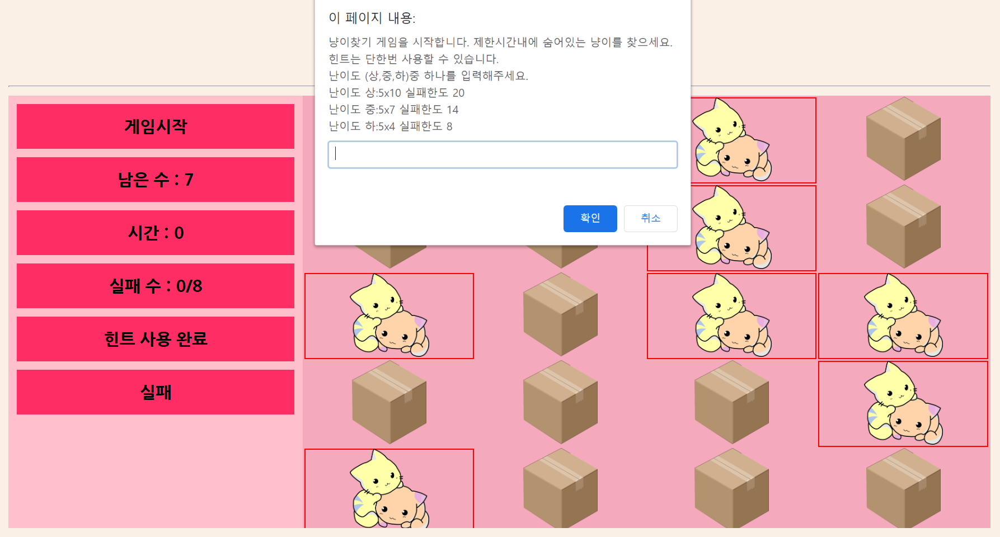 이 페이지 내용:
냥이찾기 게임을 시작합니다. 제한시간내에 숨어있는 냥이를 찾으세요.
힌트는 단한번 사용할 수 있습니다.
난이도 (상,중,하)중 하나를 입력해주세요.
난이도 상:5x10 실패한도 20
난이도 중:5x7 실패한도 14
난이도 하:5x4 실패한도 8
확인
취소
게임시작
남은 수 : 7
시간 : 0
실패 수 : 0/8
힌트 사용 완료
실패